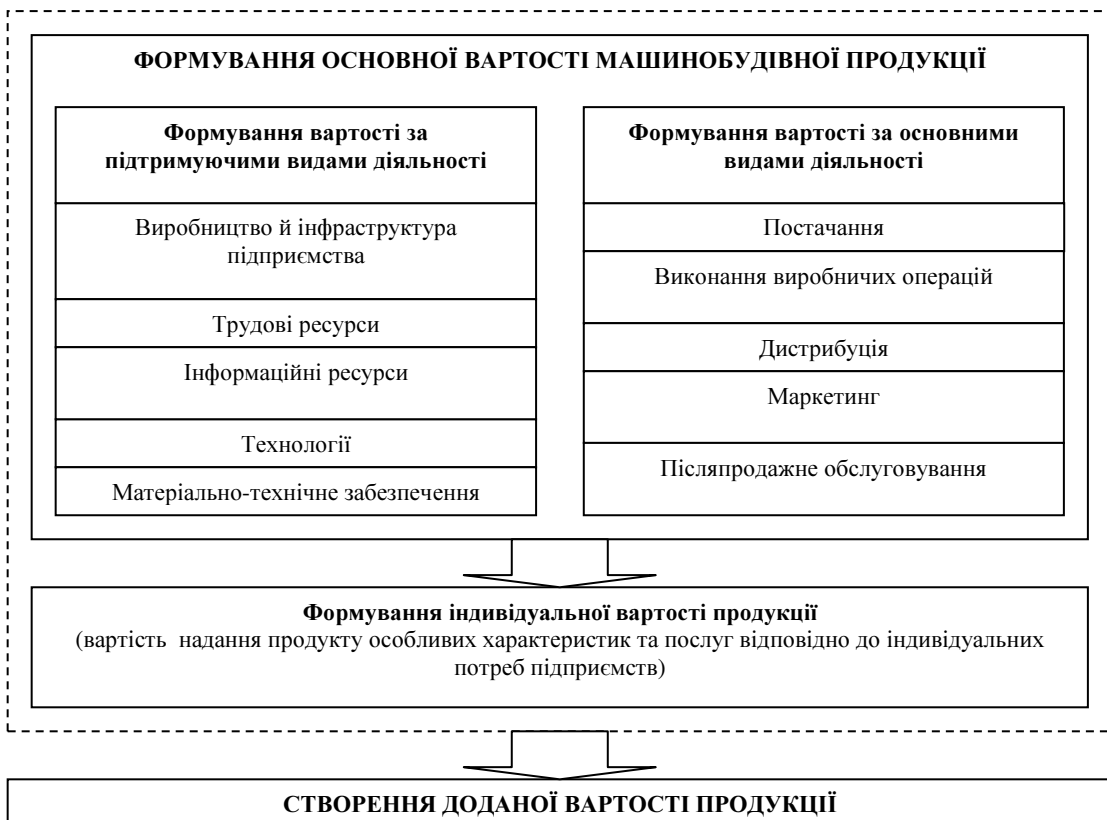 ФОРМУВАННЯ ОСНОВНОЇ ВАРТОСТІ МАШИНОБУДІВНОЇ ПРОДУКЦІЇ
Формування вартості за
підтримуючими видами діяльності
Виробництво й інфраструктура
підприємства
Трудові ресурси
Інформаційні ресурси
Технології
Матеріально-технічне забезпечення
Формування вартості за основними
видами діяльності
Постачання
Виконання виробничих операцій
Дистрибуція
Маркетинг
Післяпродажне обслуговування
Формування індивідуальної вартості продукції
(вартість надання продукту особливих характеристик та послуг відповідно до індивідуальних
потреб підприємств)
СТВОРЕННЯ ДОДАНОЇ ВАРТОСТІ ПРОДУКЦІЇ